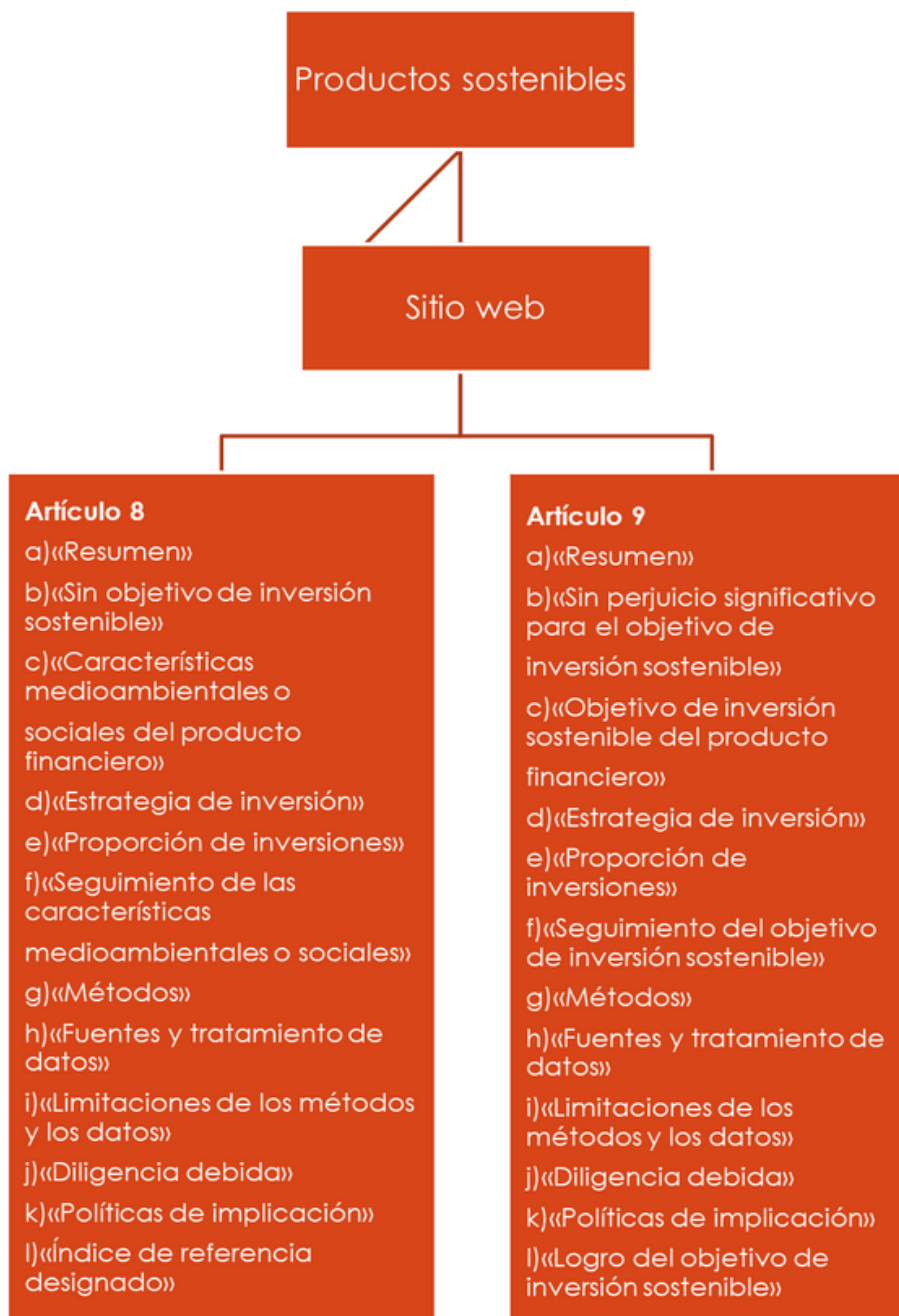 Productos sostenibles
Sitio web
Artículo 8
a)«Resumen»
b)«Sin objetivo de inversión
sostenible»
c)«Características
medioambientales o
sociales del producto
financiero»
d)«Estrategia de inversión»
e)«Proporción de inversiones»
f)«Seguimiento de las
características
medioambientales o sociales»
g)«Métodos»
h)«Fuentes y tratamiento de
datos»
i)«Limitaciones de los métodos
y los datos»
j)«Diligencia debida»
k)«Políticas de implicación»
l)«Índice de referencia
designado»
Artículo 9
a)«Resumen»
b)«Sin perjuicio significativo
para el objetivo de
inversión sostenible»
c)«Objetivo de inversión
sostenible del producto
financiero»
d)«Estrategia de inversión»
e)«Proporción de
inversiones»
f)«Seguimiento del objetivo
de inversión sostenible»
g)«Métodos»
h)«Fuentes y tratamiento de
datos»
i)«Limitaciones de los
métodos y los datos»
j)«Diligencia debida»
k)«Políticas de implicación»
l)«Logro del objetivo de
inversión sostenible»